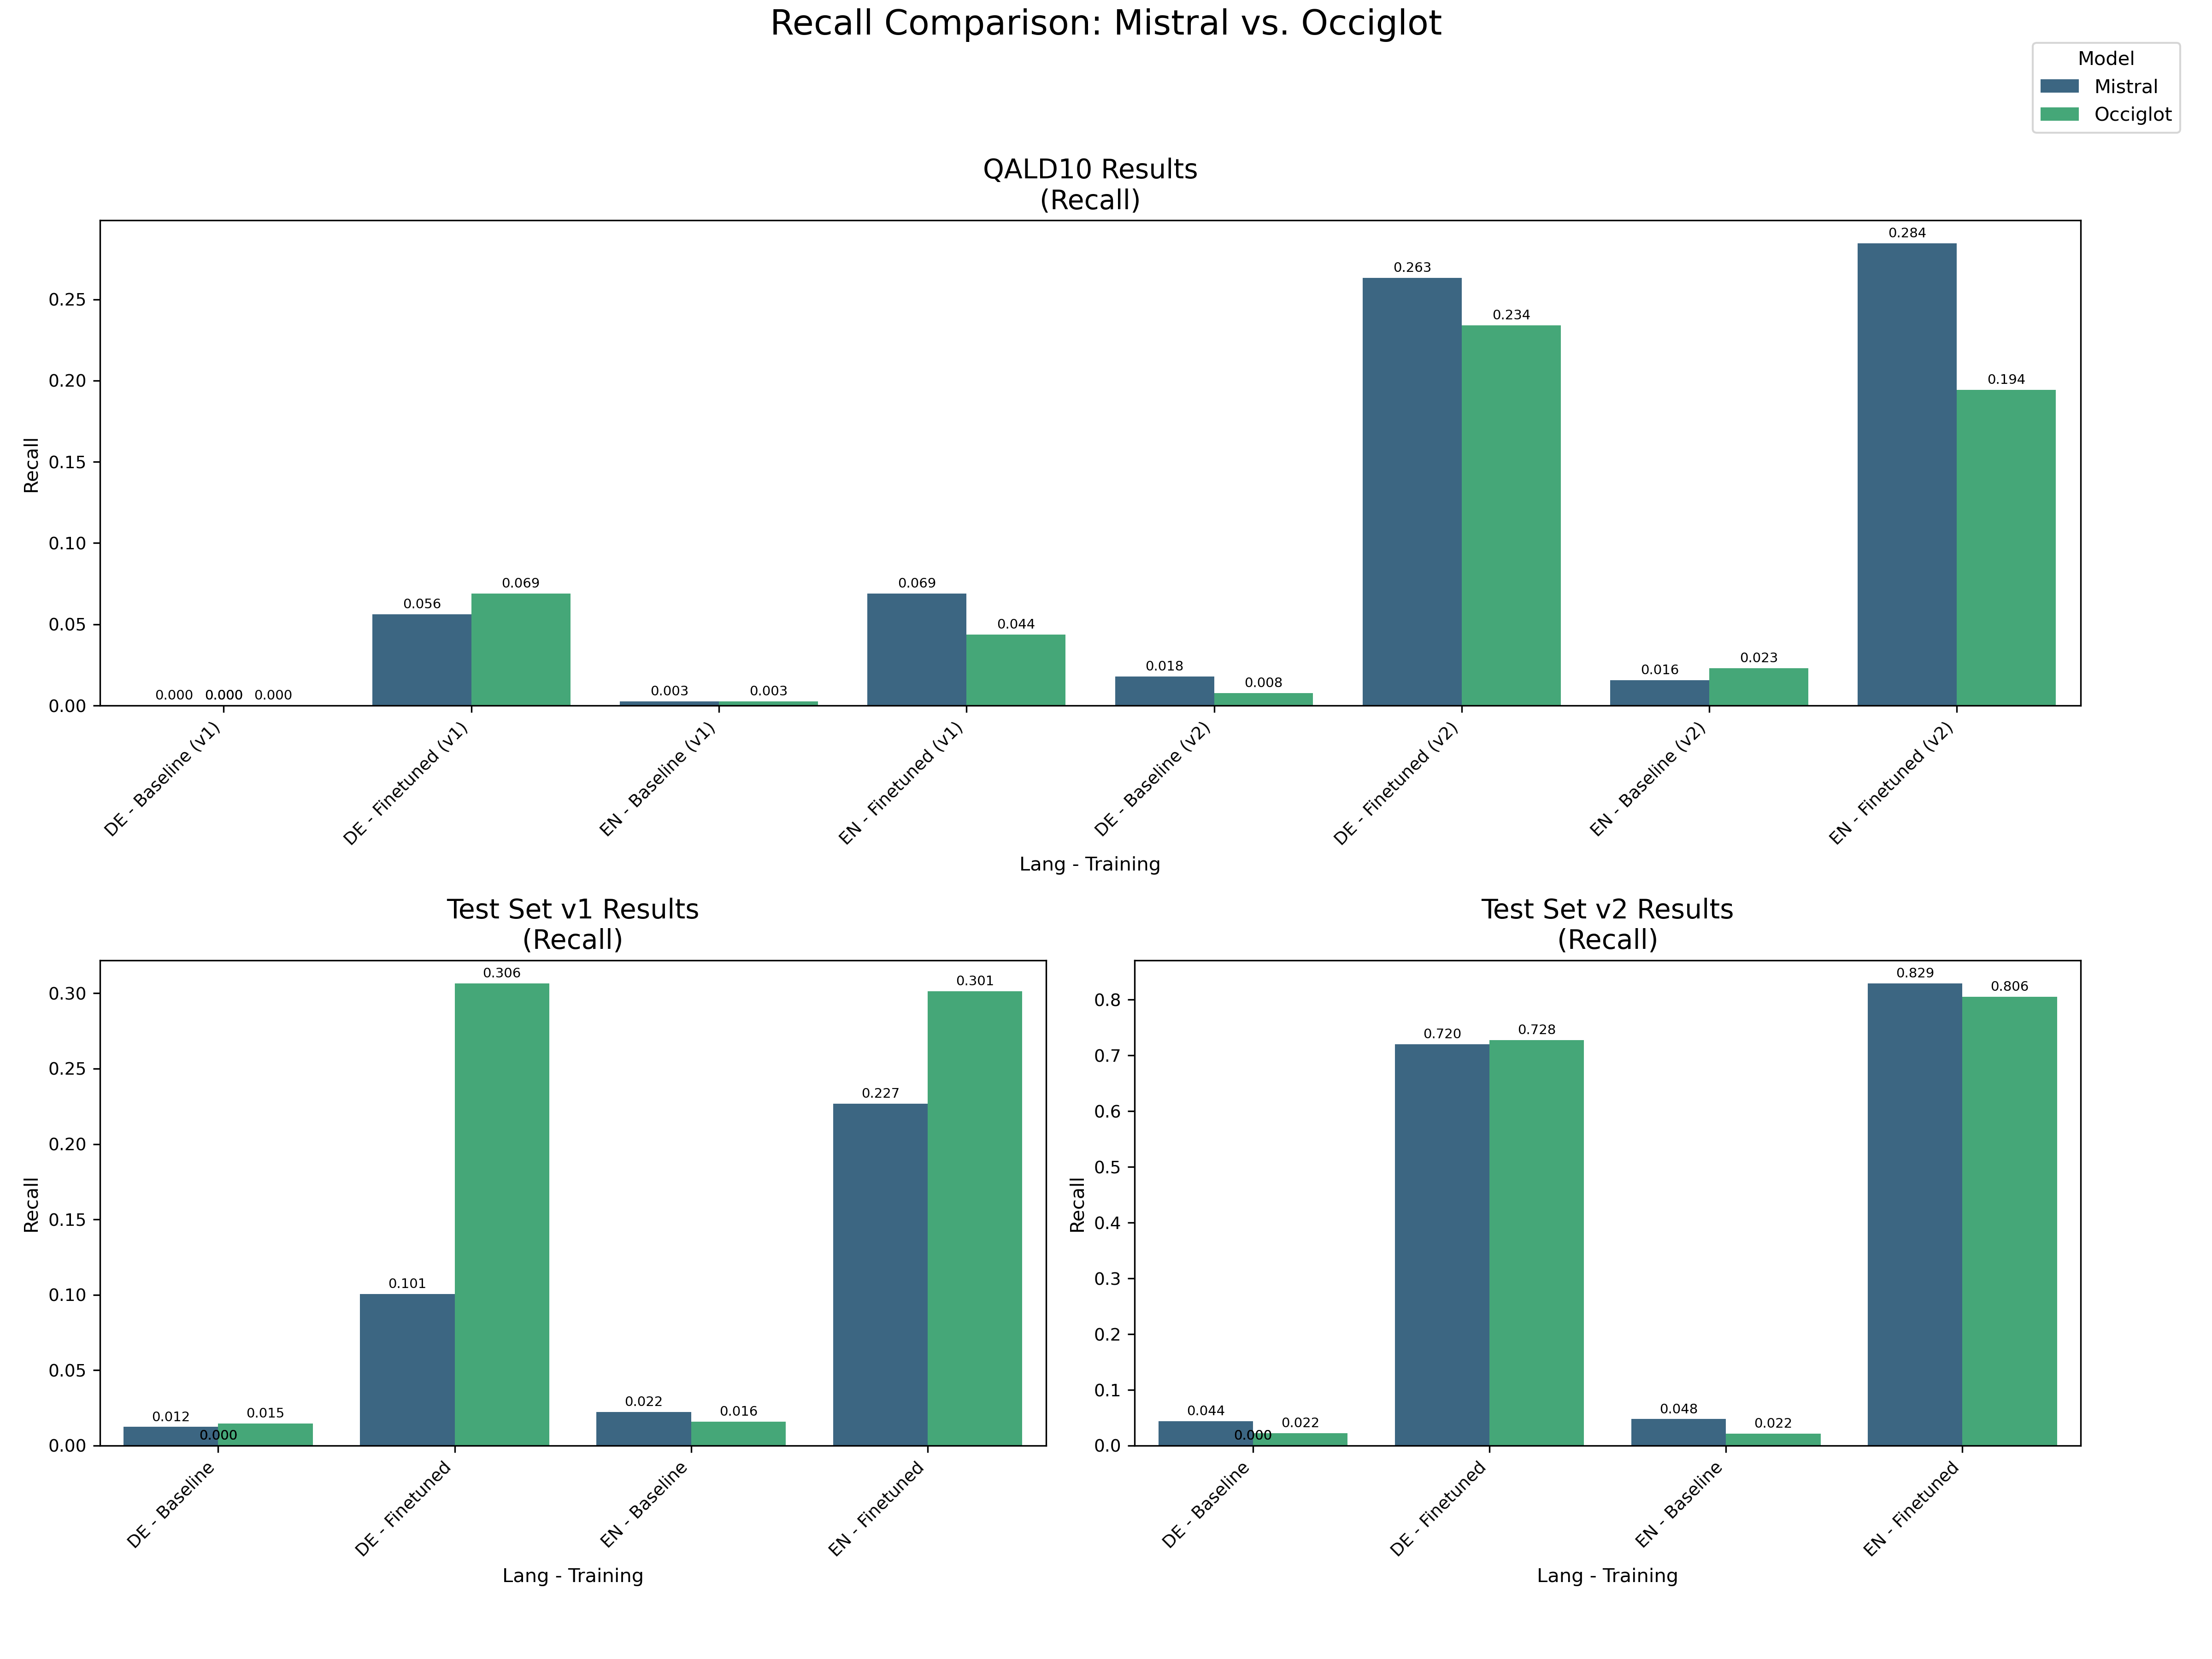 Recall Comparison: Mistral vs. Occiglot
Model
Mistral
Occiglot
QALD10 Results
(Recall)
Recall
0.25
0.20
0.15
0.10
0.05
0.00
0.000 0.000 0.000
0.056
0.069
0.003
0.003
0.069
0.044
0.018
0.008
0.263
0.234
0.016
0.023
0.284
0.194
DE - Baseline (v1)
DE - Finetuned (v1)
EN - Baseline (v1)
EN - Finetuned (v1)
DE - Baseline (v2)
DE - Finetuned (v2)
EN - Baseline (v2)
EN - Finetuned (v2)
Lang - Training
Test Set v1 Results
(Recall)
Recall
0.30
0.25
0.20
0.15
0.10
0.05
0.00
0.012
0.000
0.015
0.101
0.306
0.022
0.016
0.227
0.301
DE - Baseline
DE - Finetuned
EN - Baseline
EN - Finetuned
Lang - Training
Test Set v2 Results
(Recall)
Recall
0.8
0.7
0.6
0.5
0.4
0.3
0.2
0.1
0.0
0.044
0.000
0.022
0.720
0.728
0.048
0.022
0.829
0.806
DE - Baseline
DE - Finetuned
EN - Baseline
EN - Finetuned
Lang - Training